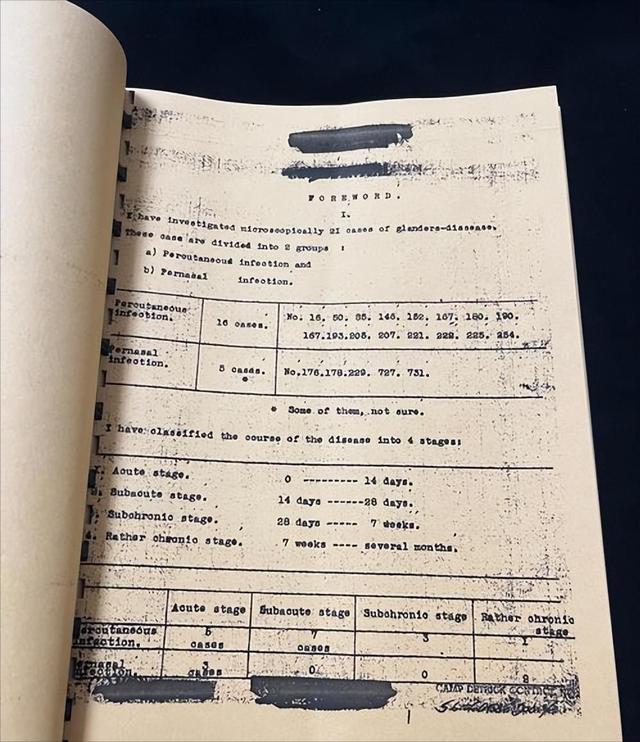 FOREWORD.
I.
I have investigated microscopically 21 cases of glanders-disease.
These case are divided into 2 groups :
a) Percutaneous infection and
b) Pernasal infection.
Percutaneous infection. 16 cases. No. 16. 50. 85. 146. 152. 167. 180. 190.
167.193.205. 207. 221. 222. 225. 254.
Pernasal infection. 5 cases. No.176.178.229. 727. 731.
*
* Some of them, not sure.
I have classified the course of the disease into 4 stages:
Acute stage. 0 --------- 14 days.
Subacute stage. 14 days ------28 days.
Subchronic stage. 28 days ----- 7 weeks.
Rather chronic stage. 7 weeks ---- several months.
Acute stage Subacute stage Subchronic stage Rather chronic stage
Percutaneous infection. 5 cases 7 cases 3 1
Pernasal infection. 3 cases 0 0 2
CAMP DETRICK